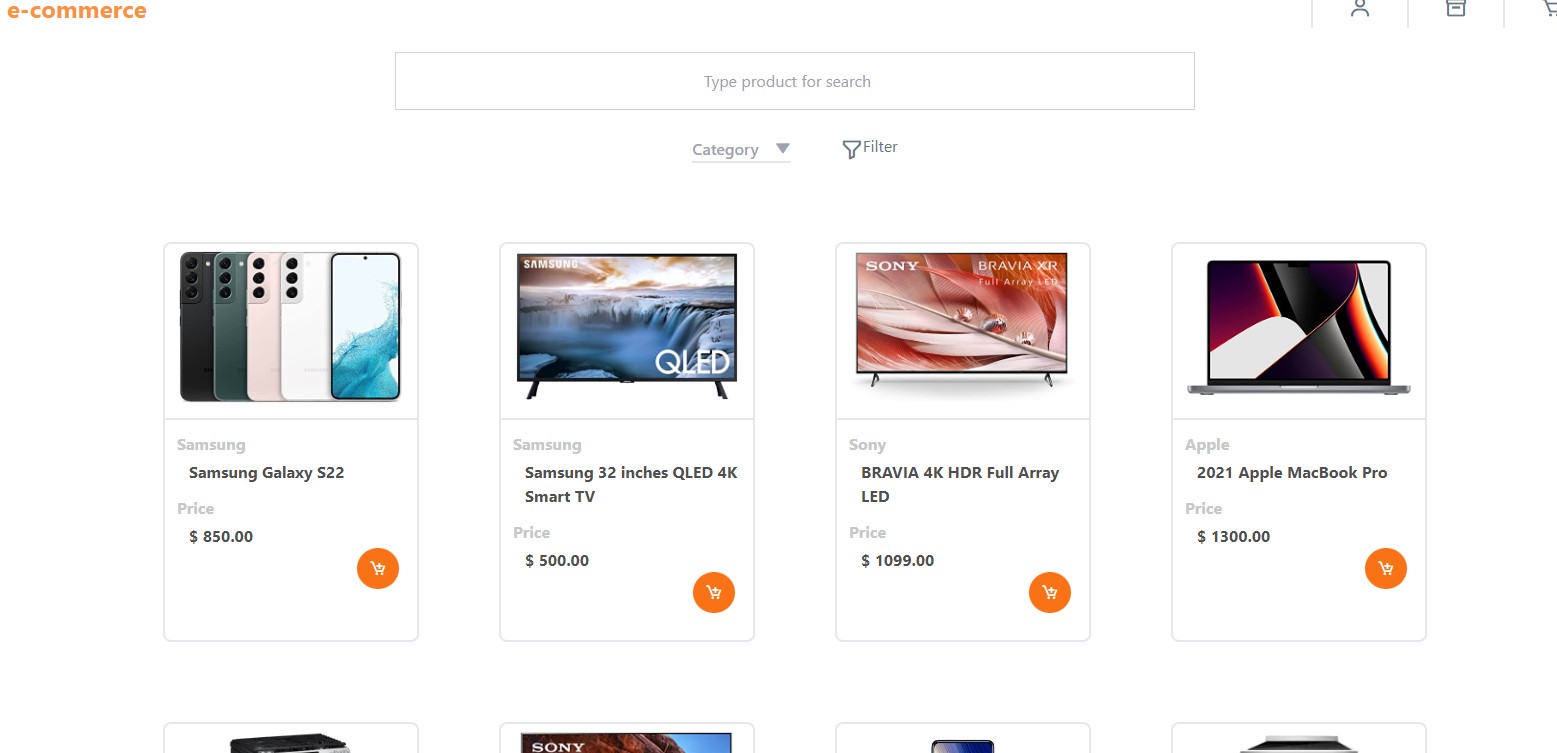 e-commerce
Type product for search
Category
Filter
SAMSUNG
QLED
SONY BRAVIA XR
Full Array LED
Samsung
Samsung Galaxy S22
Price
$ 850.00
Samsung
Samsung 32 inches QLED 4K
Smart TV
Price
$ 500.00
Sony
BRAVIA 4K HDR Full Array
LED
Price
$ 1099.00
Apple
2021 Apple MacBook Pro
Price
$ 1300.00
SONY